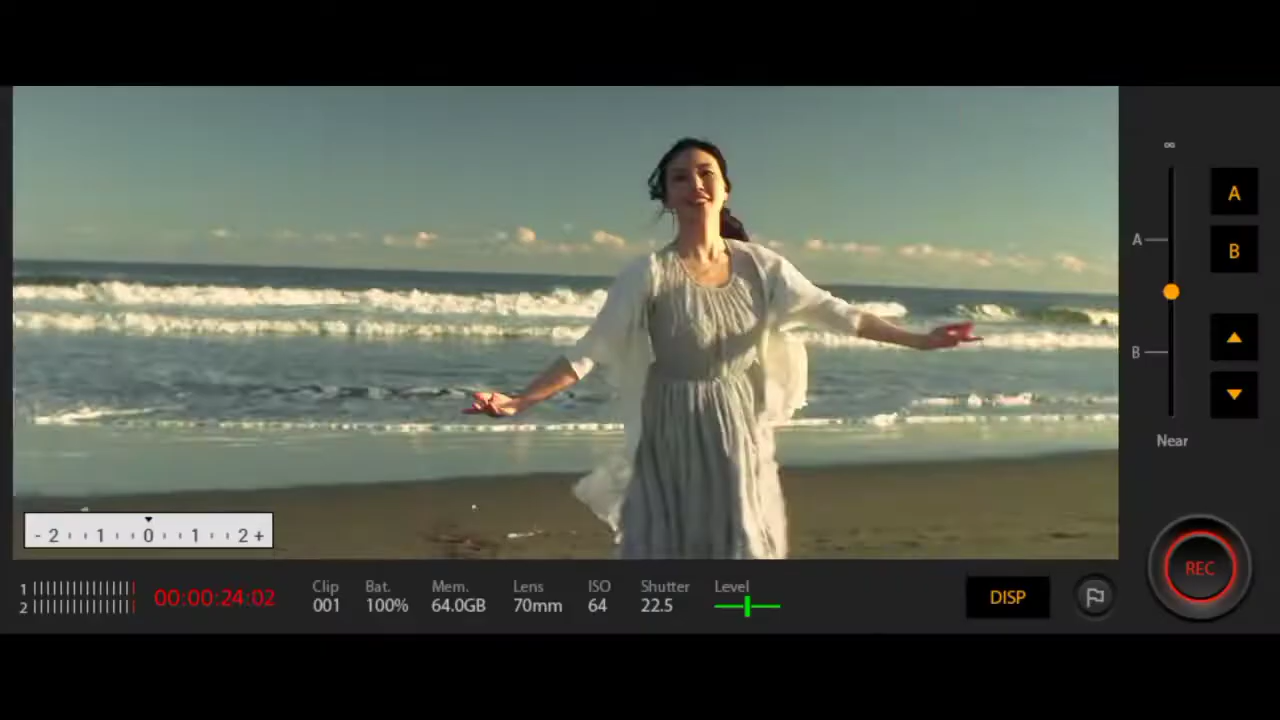 ∞
A
A
B
B
Near
- 2 1 0 1 2 +
1
2
00:00:24:02
Clip
001
Bat.
100%
Mem.
64.0GB
Lens
70mm
ISO
64
Shutter
22.5
Level
DISP
REC